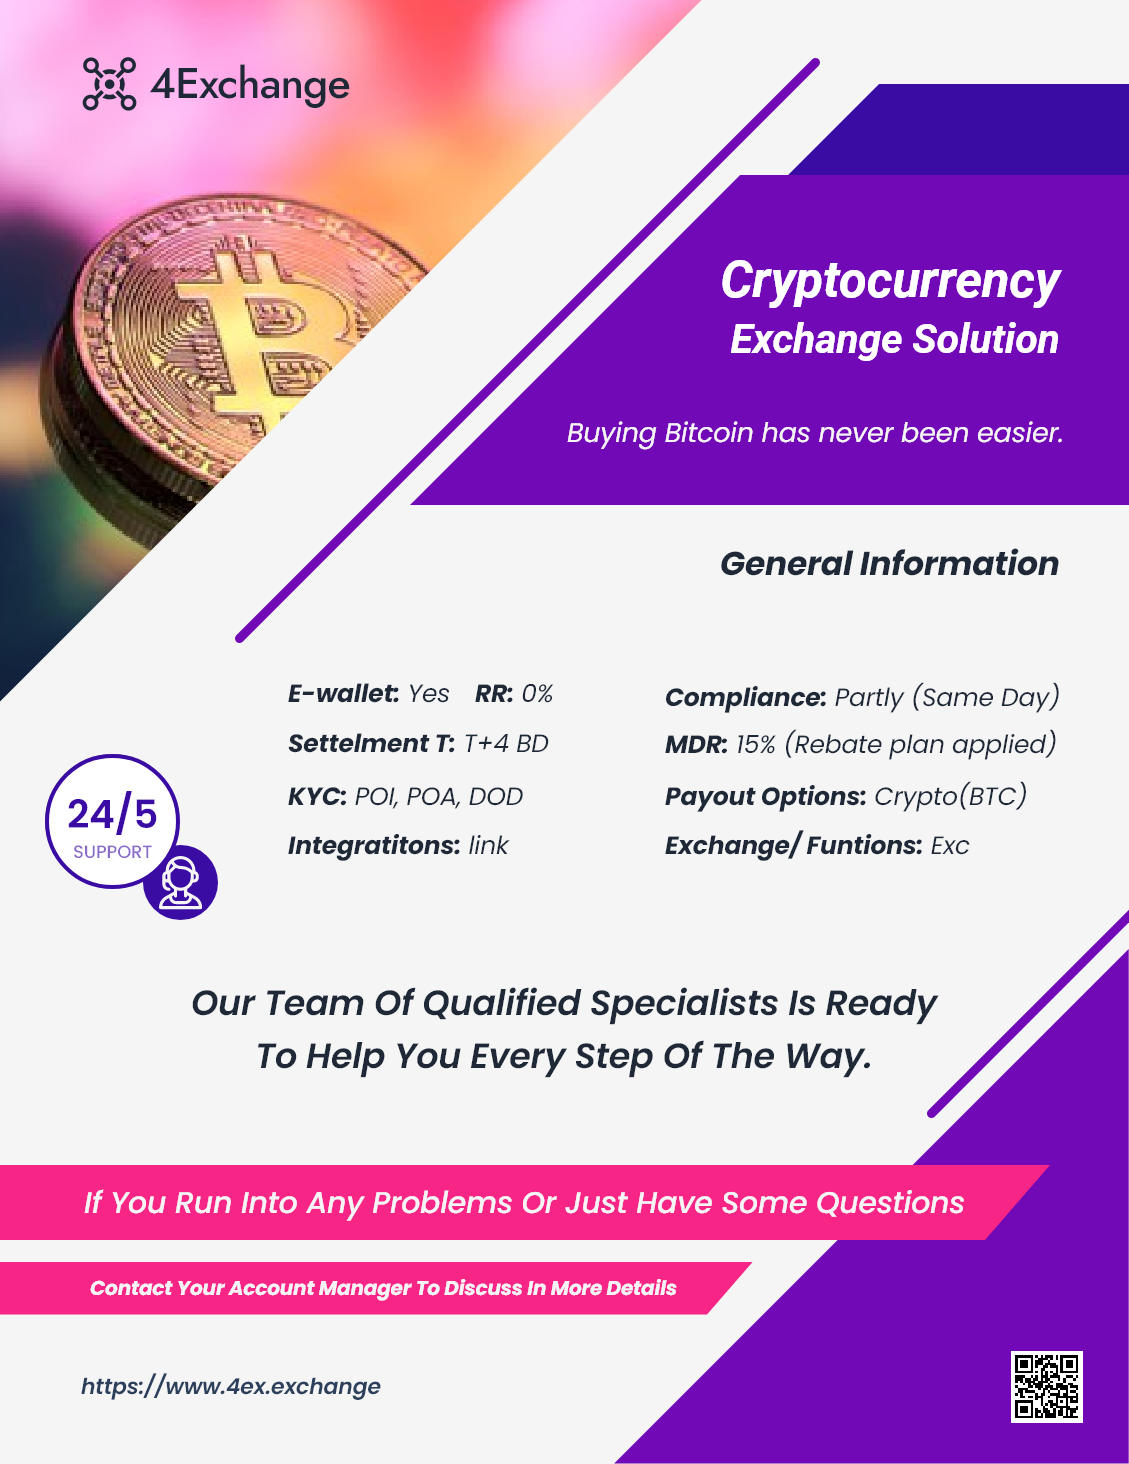 4Exchange
Cryptocurrency
Exchange Solution
Buying Bitcoin has never been easier.
General Information
E-wallet: Yes RR: 0%
Settelment T: T+4 BD
KYC: POI, POA, DOD
Integratitons: link
Compliance: Partly (Same Day)
MDR: 15% (Rebate plan applied)
Payout Options: Crypto(BTC)
Exchange/ Funtions: Exc
24/5
SUPPORT
Our Team Of Qualified Specialists Is Ready
To Help You Every Step Of The Way.
If You Run Into Any Problems Or Just Have Some Questions
Contact Your Account Manager To Discuss In More Details
https://www.4ex.exchange